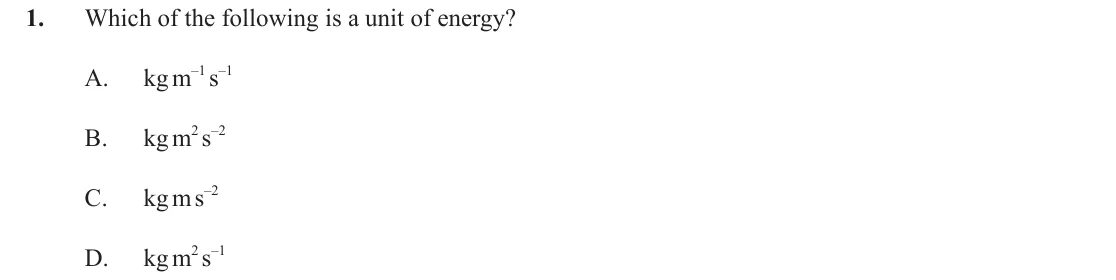 1. Which of the following is a unit of energy?
A. kg m⁻¹ s⁻¹
B. kg m² s⁻²
C. kg m s⁻²
D. kg m² s⁻¹